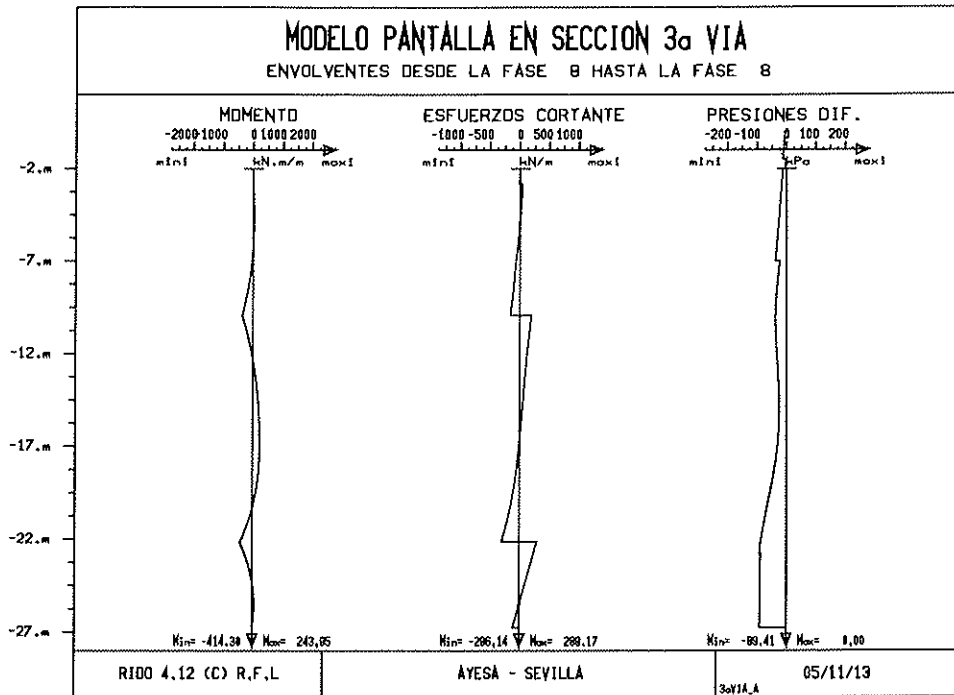 MODELO PANTALLA EN SECCION 3a VIA
ENVOLVENTES DESDE LA FASE 8 HASTA LA FASE 8
MOMENTO ESFUERZOS CORTANTE PRESIONES DIF.
-2000-1000 0 1000 2000 -1000 -500 0 500 1000 -200 -100 0 100 200
mini kN.m/m maxi mini kN/m maxi mini kPa maxi
-2.m
-7.m
-12.m
-17.m
-22.m
-27.m
Min= -414.30 Max= 243.05 Min= -296.14 Max= 289.17 Min= -89.41 Max= 0.00
RIDO 4.12 (C) R.F.L AYESA - SEVILLA 3aVIA_A 05/11/13